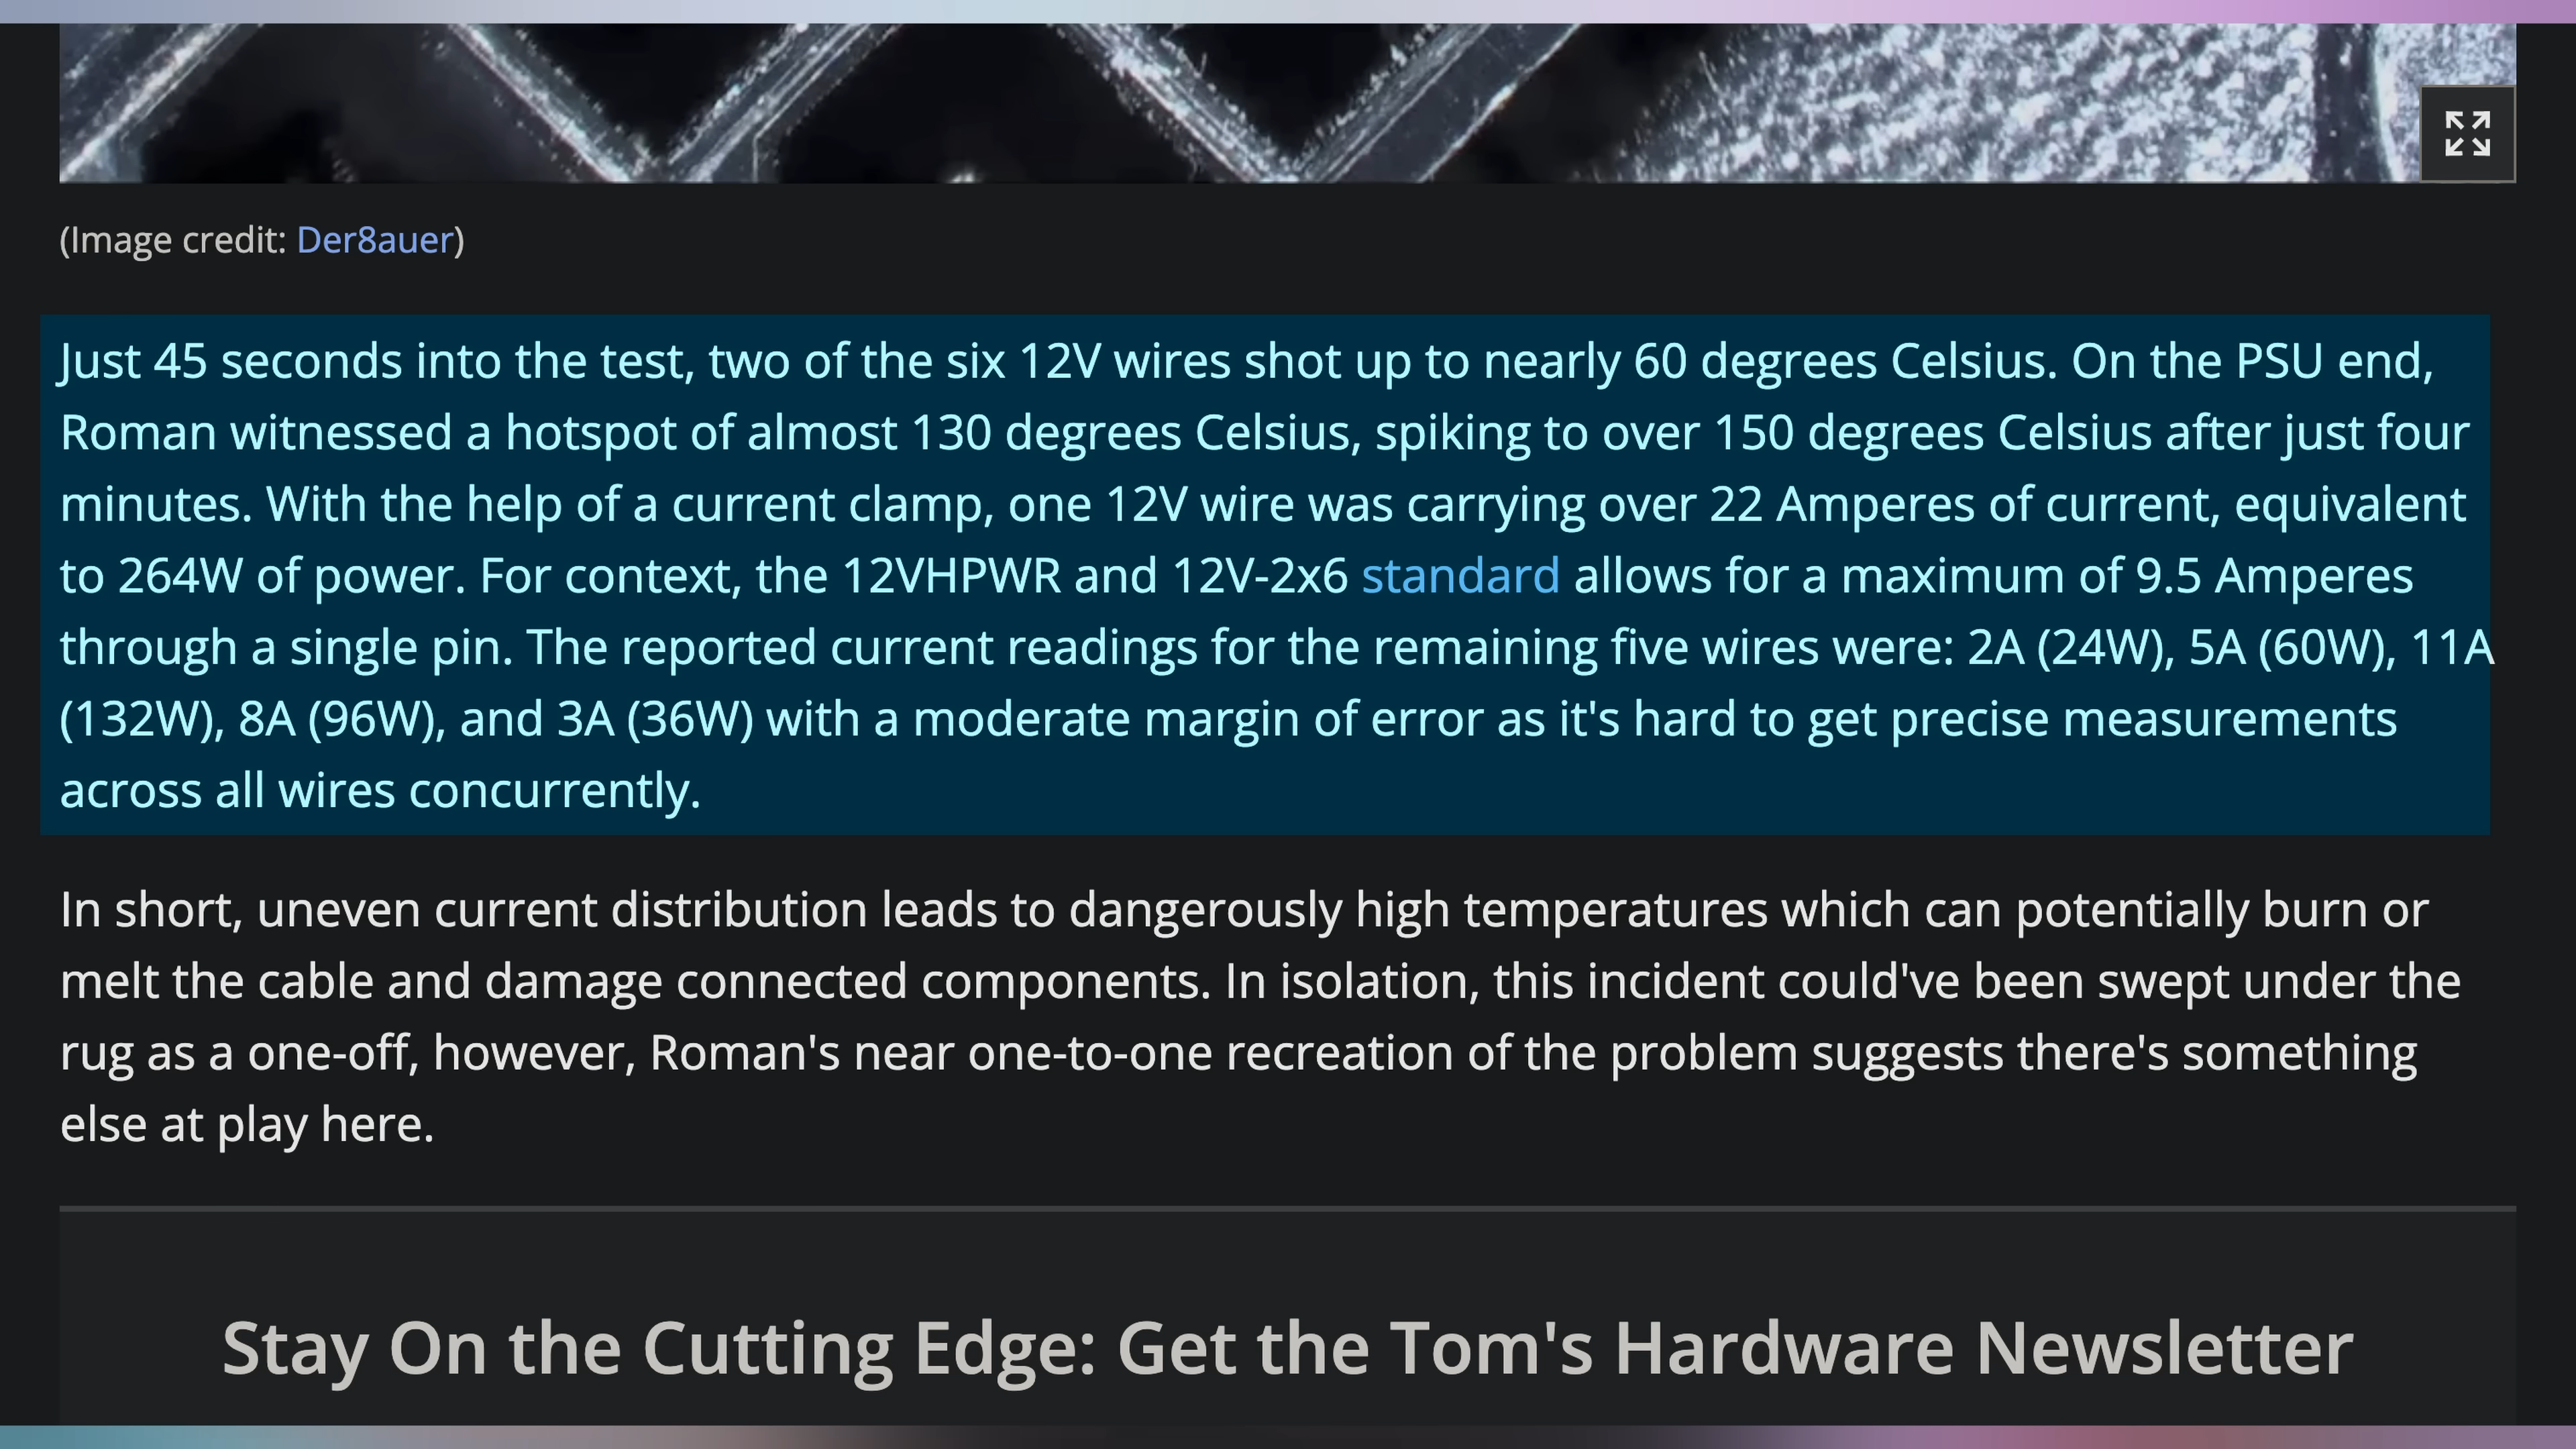 (Image credit: Der8auer)
Just 45 seconds into the test, two of the six 12V wires shot up to nearly 60 degrees Celsius. On the PSU end,
Roman witnessed a hotspot of almost 130 degrees Celsius, spiking to over 150 degrees Celsius after just four
minutes. With the help of a current clamp, one 12V wire was carrying over 22 Amperes of current, equivalent
to 264W of power. For context, the 12VHPWR and 12V-2x6 standard allows for a maximum of 9.5 Amperes
through a single pin. The reported current readings for the remaining five wires were: 2A (24W), 5A (60W), 11A
(132W), 8A (96W), and 3A (36W) with a moderate margin of error as it's hard to get precise measurements
across all wires concurrently.
In short, uneven current distribution leads to dangerously high temperatures which can potentially burn or
melt the cable and damage connected components. In isolation, this incident could've been swept under the
rug as a one-off, however, Roman's near one-to-one recreation of the problem suggests there's something
else at play here.
Stay On the Cutting Edge: Get the Tom's Hardware Newsletter